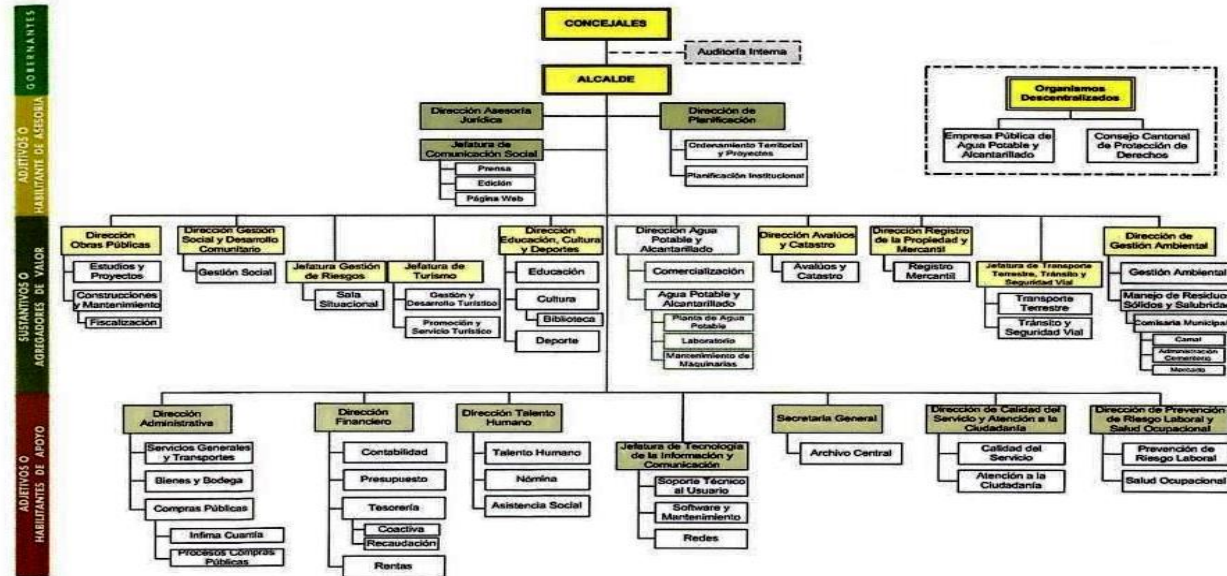 GOBERNANTES
CONCEJALES
Auditoría Interna
ALCALDE
Organismos
Descentralizados
Empresa Pública de
Agua Potable y
Alcantarillado
Consejo Cantonal
de Protección de
Derechos
ADJETIVOS O
HABILITANTE DE ASESORÍA
Dirección Asesoría
Jurídica
Dirección de
Planificación
Jefatura de
Comunicación Social
Prensa
Edición
Página Web
Ordenamiento Territorial
y Proyectos
Planificación Institucional
SUSTANTIVOS O
AGREGADORES DE VALOR
Dirección
Obras Públicas
Estudios y
Proyectos
Construcciones
y Mantenimiento
Fiscalización
Dirección Gestión
Social y Desarrollo
Comunitario
Gestión Social
Jefatura Gestión
de Riesgos
Sala
Situacional
Jefatura de
Turismo
Gestión y
Desarrollo Turístico
Promoción y
Servicio Turístico
Dirección
Educación, Cultura
y Deportes
Educación
Cultura
Biblioteca
Deporte
Dirección Agua
Potable y
Alcantarillado
Comercialización
Agua Potable y
Alcantarillado
Planta de Agua
Potable
Laboratorio
Mantenimiento de
Maquinarias
Dirección Avalúos
y Catastro
Avalúos y
Catastro
Dirección Registro
de la Propiedad y
Mercantil
Registro
Mercantil
Jefatura de Transporte
Terrestre, Tránsito y
Seguridad Vial
Transporte
Terrestre
Tránsito y
Seguridad Vial
Dirección de
Gestión Ambiental
Gestión Ambiental
Manejo de Residuos
Sólidos y Salubridad
Comisaría Municipal
Camal
Administración
Cementerio
Mercado
ADJETIVOS O
HABILITANTES DE APOYO
Dirección
Administrativa
Servicios Generales
y Transportes
Bienes y Bodega
Compras Públicas
Infima Cuantía
Procesos Compras
Públicas
Dirección
Financiero
Contabilidad
Presupuesto
Tesorería
Coactiva
Recaudación
Rentas
Dirección Talento
Humano
Talento Humano
Nómina
Asistencia Social
Jefatura de Tecnología
de la Información y
Comunicación
Soporte Técnico
al Usuario
Software y
Mantenimiento
Redes
Secretaría General
Archivo Central
Dirección de Calidad del
Servicio y Atención a la
Ciudadanía
Calidad del
Servicio
Atención a la
Ciudadanía
Dirección de Prevención
de Riesgo Laboral y
Salud Ocupacional
Prevención de
Riesgo Laboral
Salud Ocupacional